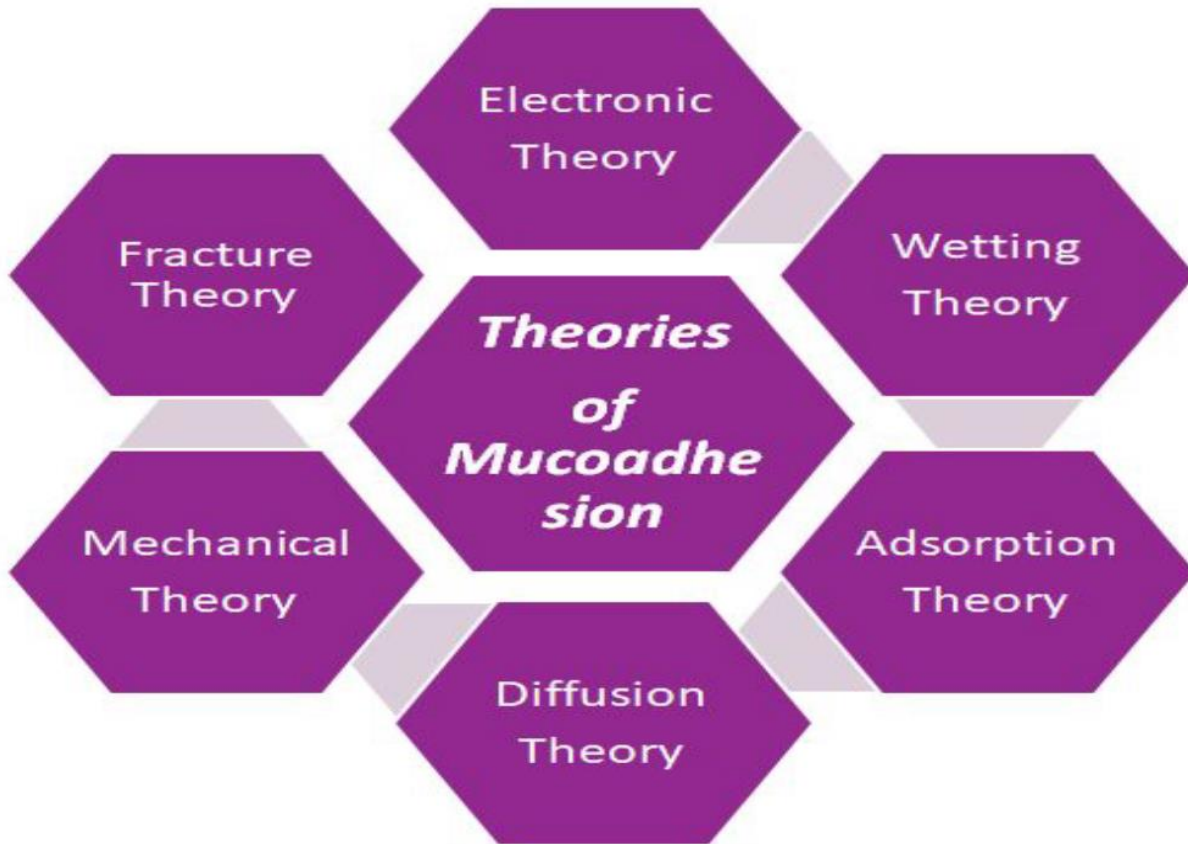 Electronic
Theory
Wetting
Theory
Adsorption
Theory
Diffusion
Theory
Mechanical
Theory
Fracture
Theory
Theories
of
Mucoadhe
sion